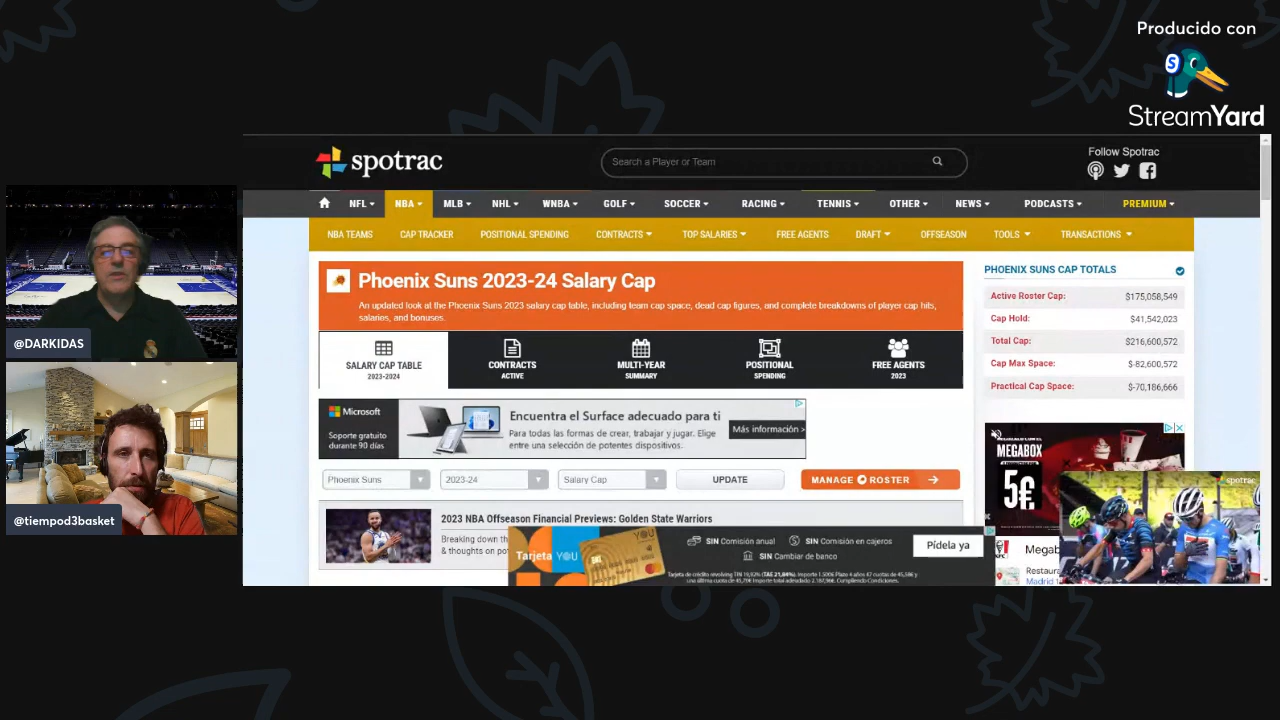 Producido con
S
StreamYard
spotrac
Search a Player or Team
Follow Spotrac
NFL NBA MLB NHL WNBA GOLF SOCCER RACING TENNIS OTHER NEWS PODCASTS PREMIUM
NBA TEAMS CAP TRACKER POSITIONAL SPENDING CONTRACTS TOP SALARIES FREE AGENTS DRAFT OFFSEASON TOOLS TRANSACTIONS
Phoenix Suns 2023-24 Salary Cap
An updated look at the Phoenix Suns 2023 salary cap table, including team cap space, dead cap figures, and complete breakdowns of player cap hits,
salaries, and bonuses.
SALARY CAP TABLE
2023-2024
CONTRACTS
ACTIVE
MULTI-YEAR
SUMMARY
POSITIONAL
SPENDING
FREE AGENTS
2023
PHOENIX SUNS CAP TOTALS
Active Roster Cap: $175,058,549
Cap Hold: $41,542,023
Total Cap: $216,600,572
Cap Max Space: $-82,600,572
Practical Cap Space: $-70,186,666
Microsoft
Soporte gratuito
durante 90 días
Encuentra el Surface adecuado para ti
Para todas las formas de crear, trabajar y jugar. Elige
entre una selección de potentes dispositivos.
Más información >
Phoenix Suns 2023-24 Salary Cap UPDATE MANAGE ROSTER
2023 NBA Offseason Financial Previews: Golden State Warriors
Breaking down th
& thoughts on po
Tarjeta YOU
SIN Comisión anual
SIN Comisión en cajeros
SIN Cambiar de banco
Pídela ya
MEGABOX
5€
KFC
Megab
Restaura
Madrid
spotrac
@DARKIDAS
@tiempod3basket